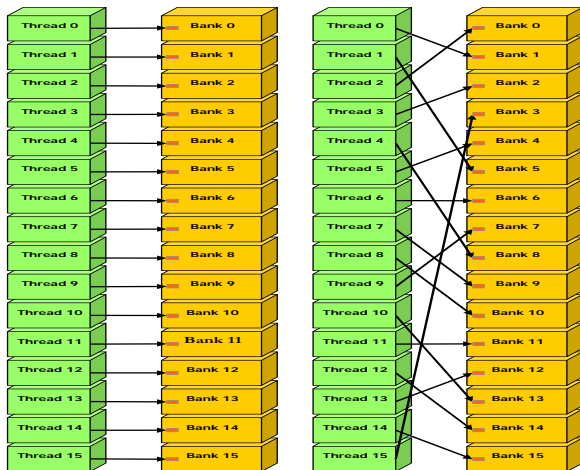 Thread 0 Bank 0 Thread 0 Bank 0
Thread 1 Bank 1 Thread 1 Bank 1
Thread 2 Bank 2 Thread 2 Bank 2
Thread 3 Bank 3 Thread 3 Bank 3
Thread 4 Bank 4 Thread 4 Bank 4
Thread 5 Bank 5 Thread 5 Bank 5
Thread 6 Bank 6 Thread 6 Bank 6
Thread 7 Bank 7 Thread 7 Bank 7
Thread 8 Bank 8 Thread 8 Bank 8
Thread 9 Bank 9 Thread 9 Bank 9
Thread 10 Bank 10 Thread 10 Bank 10
Thread 11 Bank 11 Thread 11 Bank 11
Thread 12 Bank 12 Thread 12 Bank 12
Thread 13 Bank 13 Thread 13 Bank 13
Thread 14 Bank 14 Thread 14 Bank 14
Thread 15 Bank 15 Thread 15 Bank 15